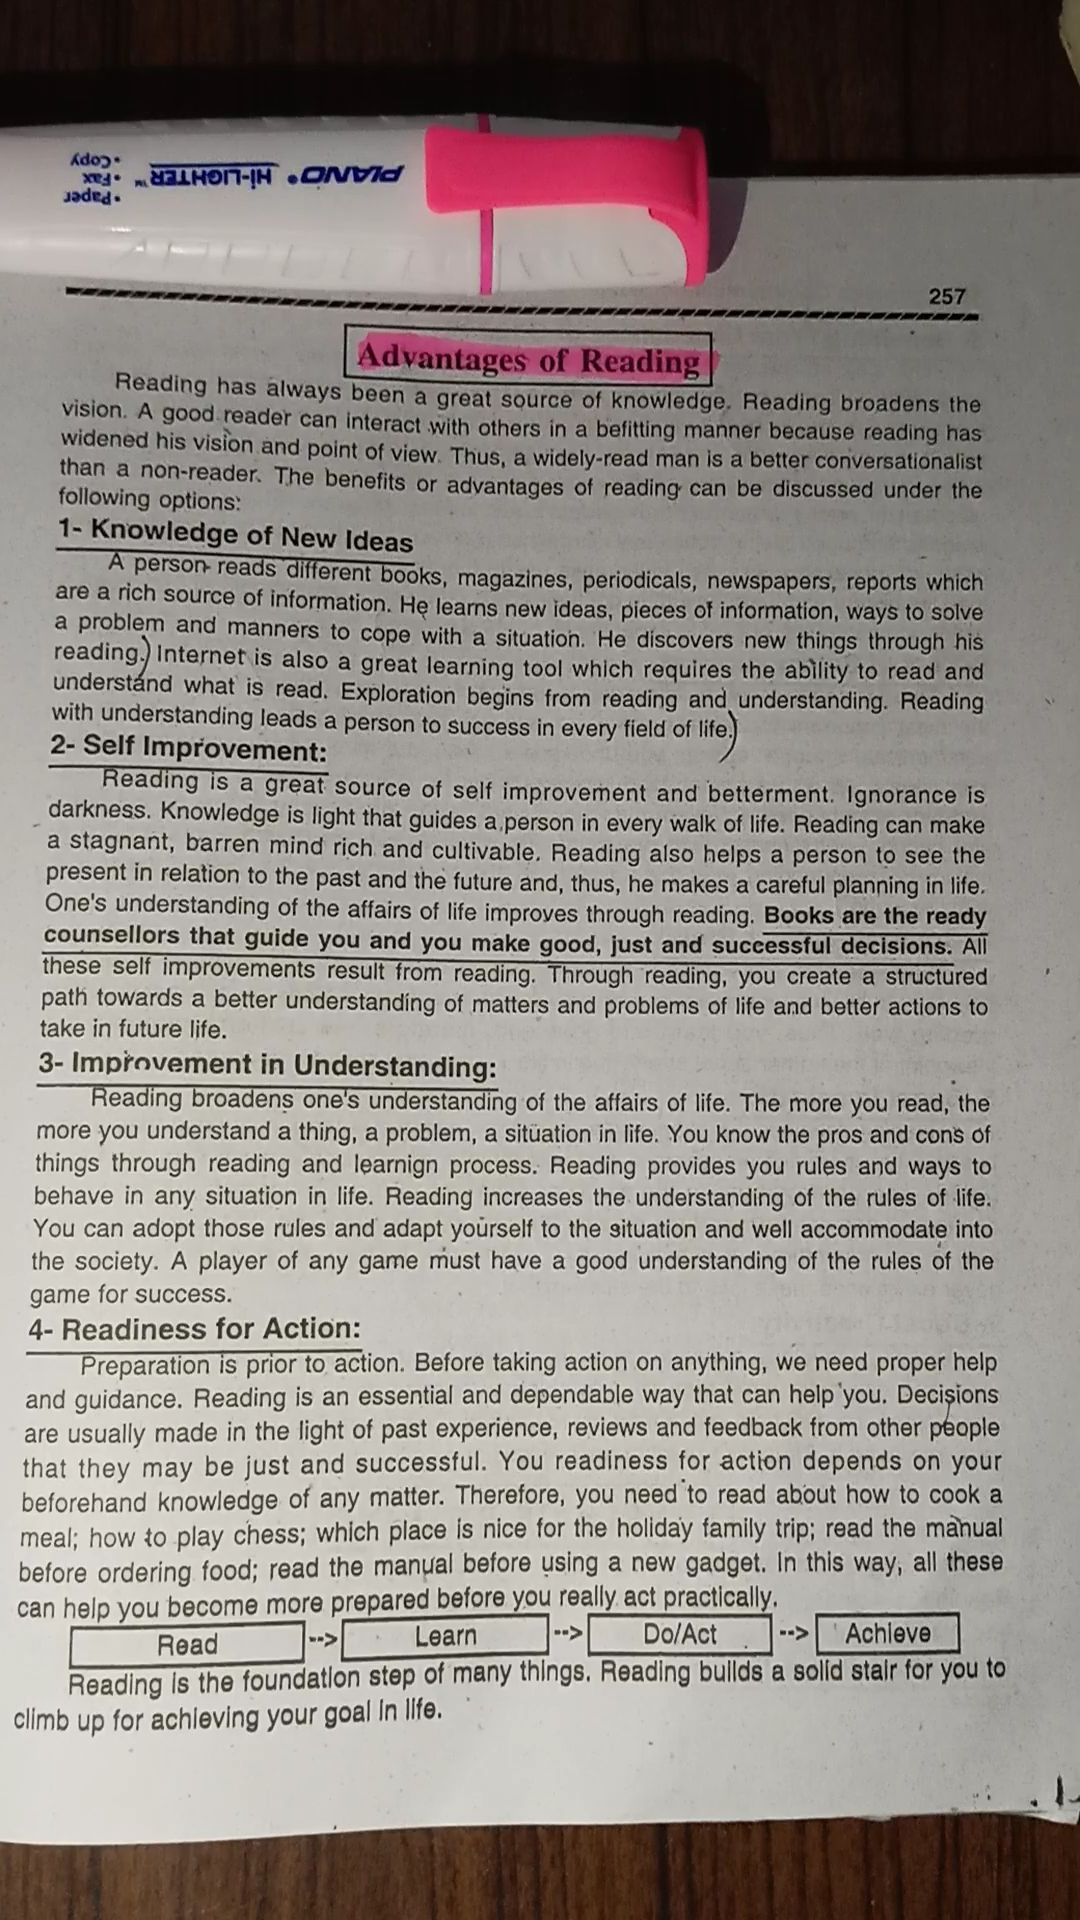 PIANO® Hi-LIGHTER™
•Paper
•Fax
•Copy
257
Advantages of Reading
Reading has always been a great source of knowledge. Reading broadens the
vision. A good reader can interact with others in a befitting manner because reading has
widened his vision and point of view. Thus, a widely-read man is a better conversationalist
than a non-reader. The benefits or advantages of reading can be discussed under the
following options:
1- Knowledge of New Ideas
A person reads different books, magazines, periodicals, newspapers, reports which
are a rich source of information. He learns new ideas, pieces of information, ways to solve
a problem and manners to cope with a situation. He discovers new things through his
reading.) Internet is also a great learning tool which requires the ability to read and
understand what is read. Exploration begins from reading and understanding. Reading
with understanding leads a person to success in every field of life.)
2- Self Improvement:
Reading is a great source of self improvement and betterment. Ignorance is
darkness. Knowledge is light that guides a person in every walk of life. Reading can make
a stagnant, barren mind rich and cultivable. Reading also helps a person to see the
present in relation to the past and the future and, thus, he makes a careful planning in life.
One's understanding of the affairs of life improves through reading. Books are the ready
counsellors that guide you and you make good, just and successful decisions. All
these self improvements result from reading. Through reading, you create a structured
path towards a better understanding of matters and problems of life and better actions to
take in future life.
3- Improvement in Understanding:
Reading broadens one's understanding of the affairs of life. The more you read, the
more you understand a thing, a problem, a situation in life. You know the pros and cons of
things through reading and learnign process. Reading provides you rules and ways to
behave in any situation in life. Reading increases the understanding of the rules of life.
You can adopt those rules and adapt yourself to the situation and well accommodate into
the society. A player of any game must have a good understanding of the rules of the
game for success.
4- Readiness for Action:
Preparation is prior to action. Before taking action on anything, we need proper help
and guidance. Reading is an essential and dependable way that can help you. Decisions
are usually made in the light of past experience, reviews and feedback from other people
that they may be just and successful. You readiness for action depends on your
beforehand knowledge of any matter. Therefore, you need to read about how to cook a
meal; how to play chess; which place is nice for the holiday family trip; read the manual
before ordering food; read the manual before using a new gadget. In this way, all these
can help you become more prepared before you really act practically.
Read --> Learn --> Do/Act --> Achieve
Reading is the foundation step of many things. Reading builds a solid stair for you to
climb up for achieving your goal in life.